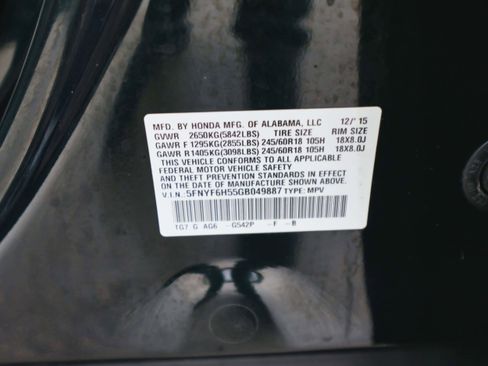 MFD. BY HONDA MFG. OF ALABAMA, LLC 12/'15
GVWR 2650KG(5842LBS) TIRE SIZE RIM SIZE
GAWR F 1295KG(2855LBS) 245/60R18 105H 18X8.0J
GAWR R 1405KG(3098LBS) 245/60R18 105H 18X8.0J
THIS VEHICLE CONFORMS TO ALL APPLICABLE
FEDERAL MOTOR VEHICLE SAFETY
AND THEFT PREVENTION STANDARDS IN EFFECT
ON THE DATE OF MANUFACTURE SHOWN ABOVE.
V.I.N. 5FNYF6H55GB049887 TYPE: MPV
TG7 G AG6 -G542P -F -B